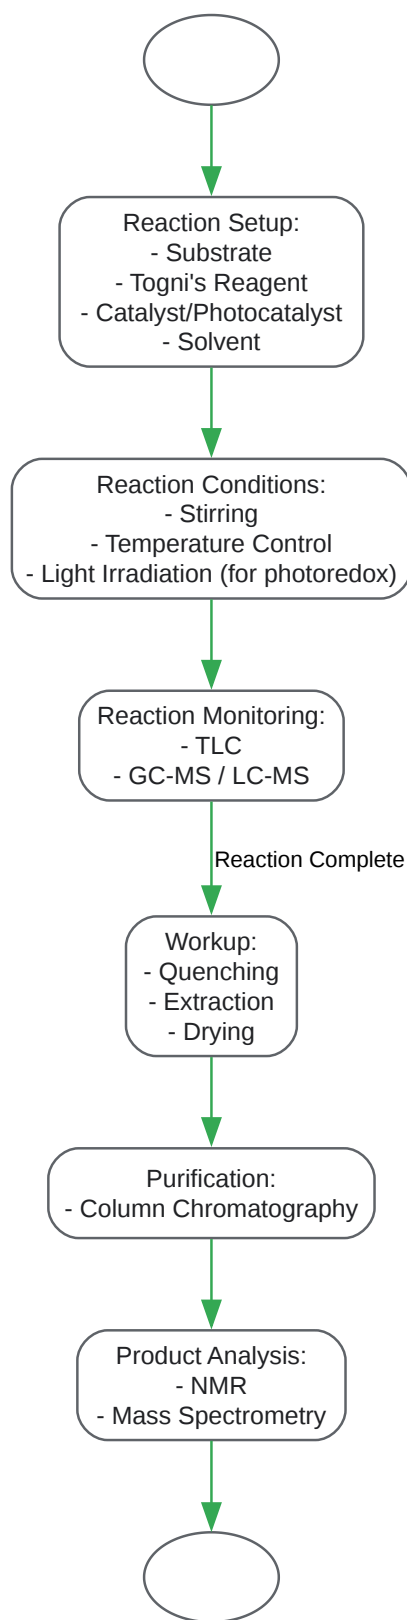 Reaction Setup:
- Substrate
- Togni's Reagent
- Catalyst/Photocatalyst
- Solvent
Reaction Conditions:
- Stirring
- Temperature Control
- Light Irradiation (for photoredox)
Reaction Monitoring:
- TLC
- GC-MS / LC-MS
Reaction Complete
Workup:
- Quenching
- Extraction
- Drying
Purification:
- Column Chromatography
Product Analysis:
- NMR
- Mass Spectrometry